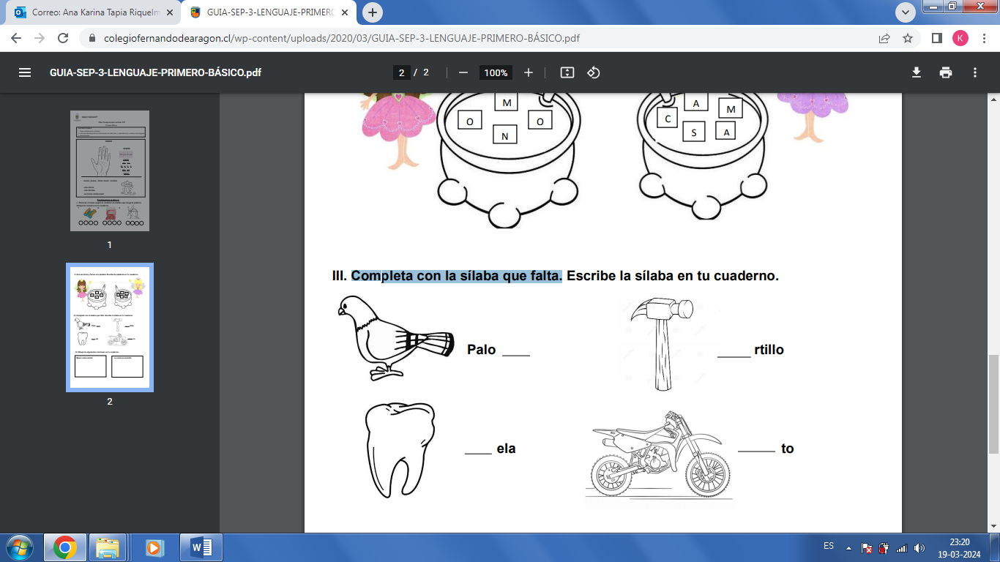 Correo: Ana Karina Tapia Riquelm
GUIA-SEP-3-LENGUAJE-PRIMERO
colegiofernandodearagon.cl/wp-content/uploads/2020/03/GUIA-SEP-3-LENGUAJE-PRIMERO-BÁSICO.pdf
K
GUIA-SEP-3-LENGUAJE-PRIMERO-BÁSICO.pdf
2 / 2
100%
1
2
M
O
O
N
A
M
C
S
A
III. Completa con la sílaba que falta. Escribe la sílaba en tu cuaderno.
Palo ____
_____ rtillo
____ ela
_____ to
ES
23:20
19-03-2024